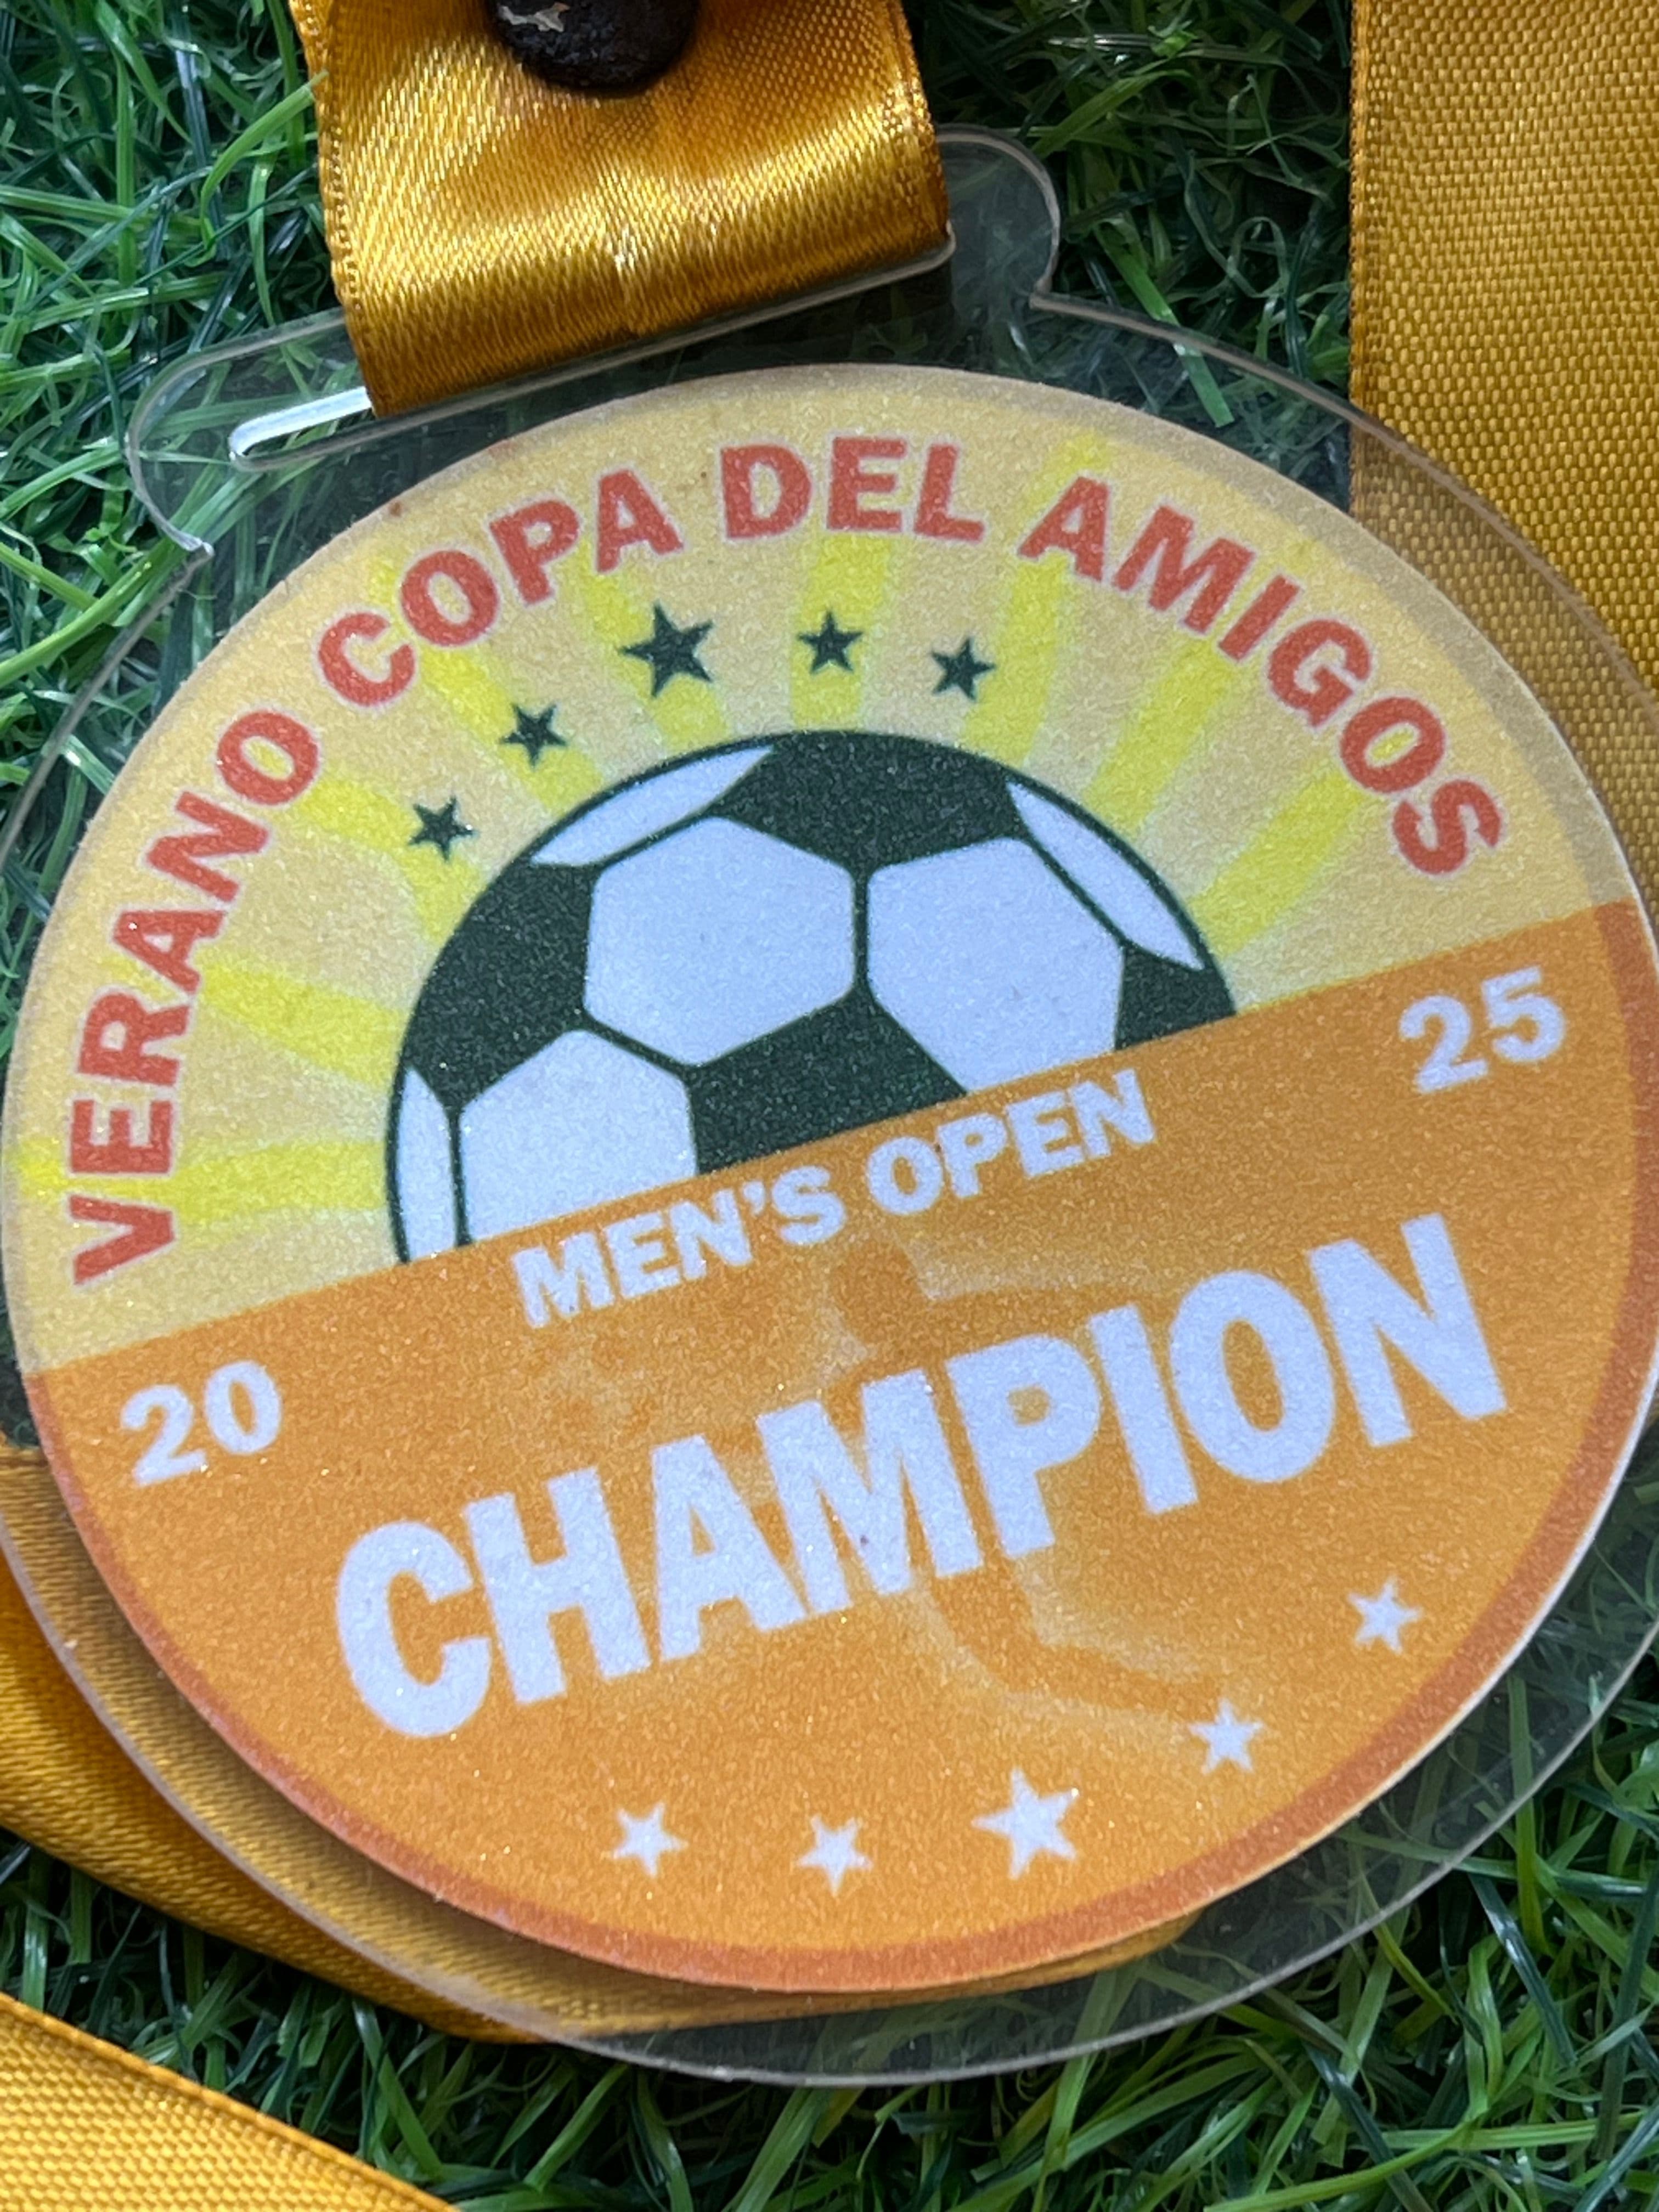 VERANO COPA DEL AMIGOS
MEN'S OPEN
20 25
CHAMPION